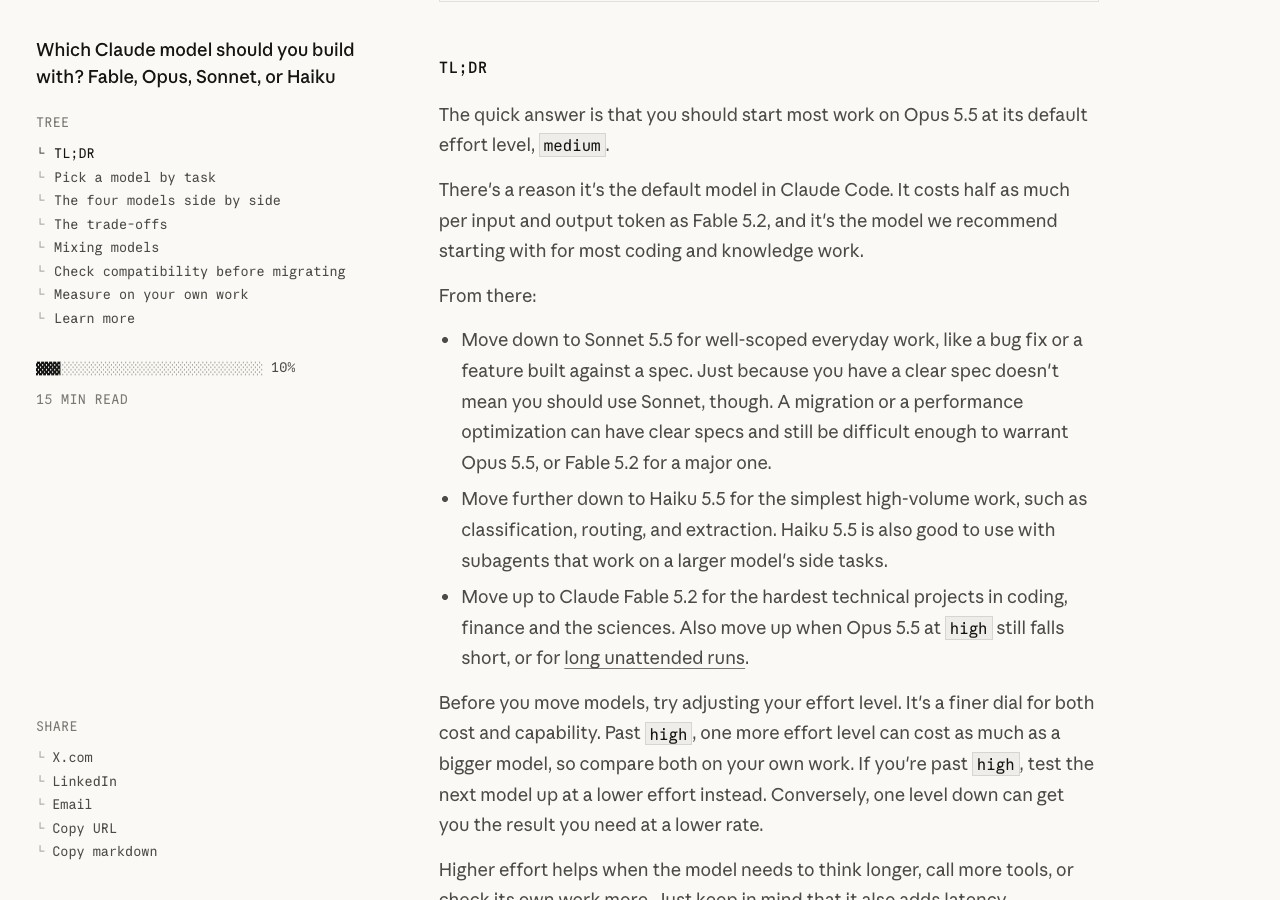 Which Claude model should you build
with? Fable, Opus, Sonnet, or Haiku
TREE
└ TL;DR
└ Pick a model by task
└ The four models side by side
└ The trade-offs
└ Mixing models
└ Check compatibility before migrating
└ Measure on your own work
└ Learn more
10%
15 MIN READ
SHARE
└ X.com
└ LinkedIn
└ Email
└ Copy URL
└ Copy markdown
TL;DR
The quick answer is that you should start most work on Opus 5.5 at its default
effort level, medium.
There's a reason it's the default model in Claude Code. It costs half as much
per input and output token as Fable 5.2, and it's the model we recommend
starting with for most coding and knowledge work.
From there:
• Move down to Sonnet 5.5 for well-scoped everyday work, like a bug fix or a
feature built against a spec. Just because you have a clear spec doesn't
mean you should use Sonnet, though. A migration or a performance
optimization can have clear specs and still be difficult enough to warrant
Opus 5.5, or Fable 5.2 for a major one.
• Move further down to Haiku 5.5 for the simplest high-volume work, such as
classification, routing, and extraction. Haiku 5.5 is also good to use with
subagents that work on a larger model's side tasks.
• Move up to Claude Fable 5.2 for the hardest technical projects in coding,
finance and the sciences. Also move up when Opus 5.5 at high still falls
short, or for long unattended runs.
Before you move models, try adjusting your effort level. It's a finer dial for both
cost and capability. Past high, one more effort level can cost as much as a
bigger model, so compare both on your own work. If you're past high, test the
next model up at a lower effort instead. Conversely, one level down can get
you the result you need at a lower rate.
Higher effort helps when the model needs to think longer, call more tools, or
check its own work more. Just keep in mind that it also adds latency.